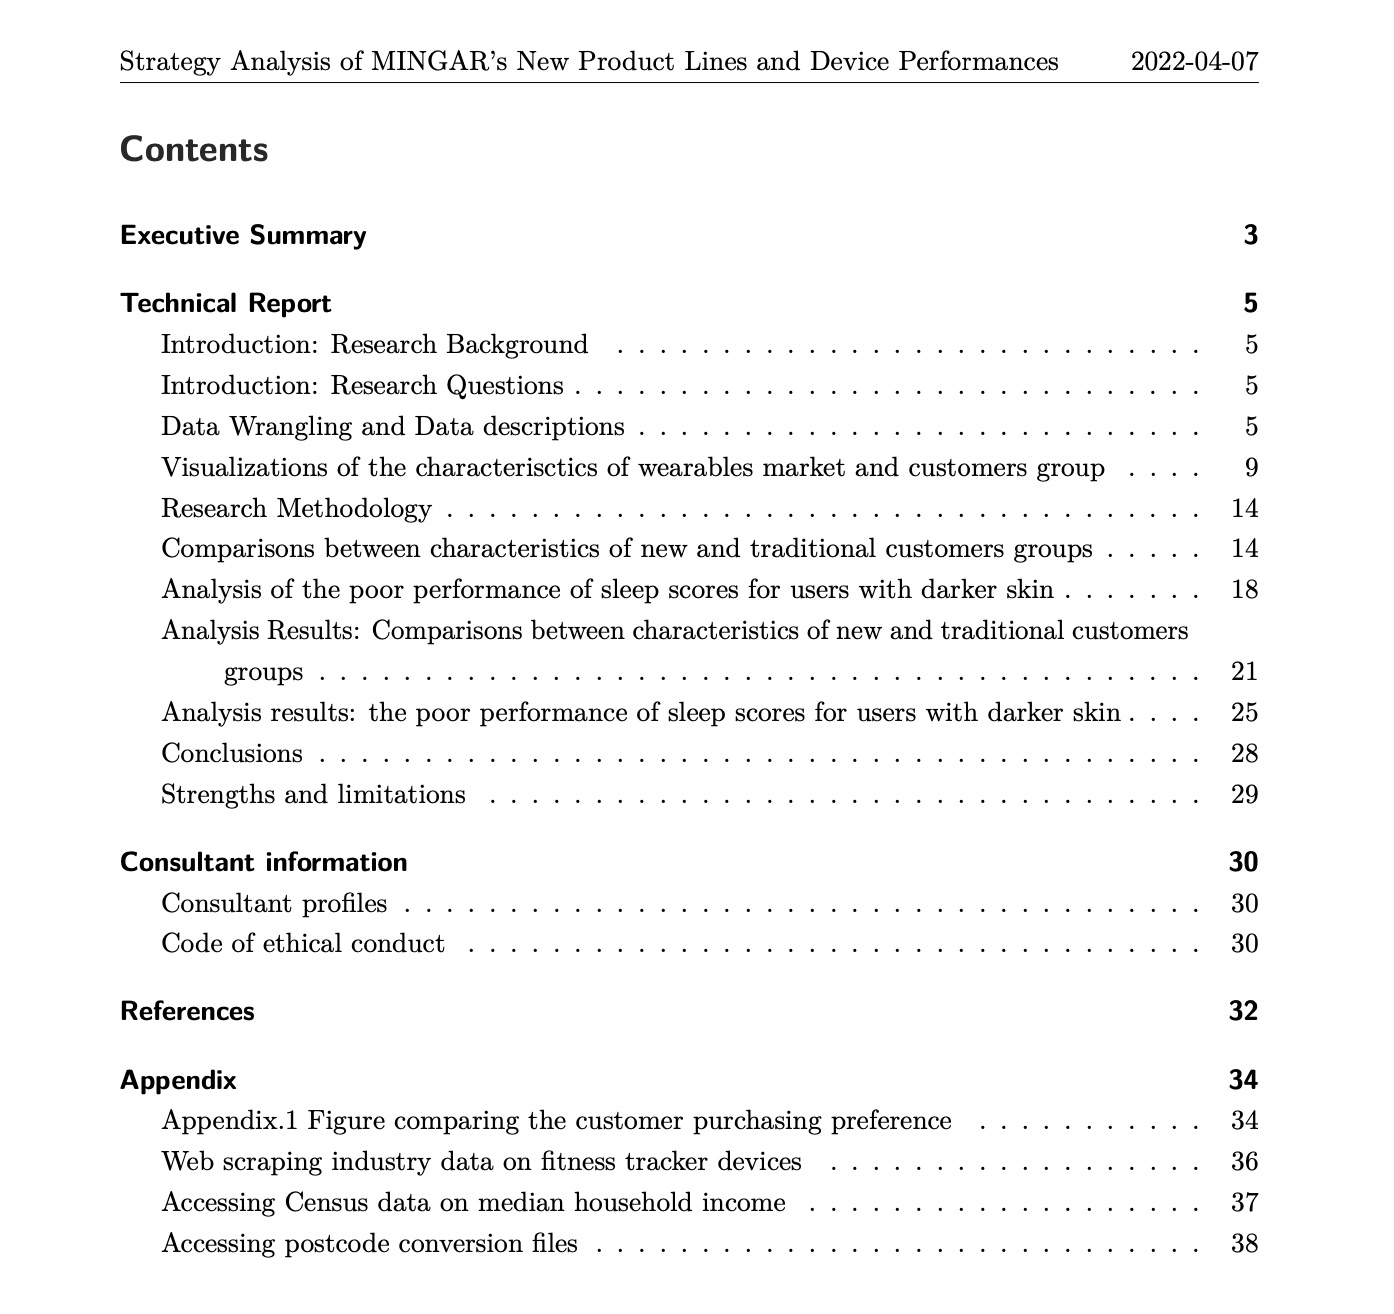 Strategy Analysis of MINGAR's New Product Lines and Device Performances 2022-04-07
Contents
Executive Summary 3
Technical Report 5
Introduction: Research Background . . . . . . . . . . . . . . . . . . . . . . . . . . . . 5
Introduction: Research Questions . . . . . . . . . . . . . . . . . . . . . . . . . . . . . . 5
Data Wrangling and Data descriptions . . . . . . . . . . . . . . . . . . . . . . . . . . . 5
Visualizations of the characterisctics of wearables market and customers group . . . . 9
Research Methodology . . . . . . . . . . . . . . . . . . . . . . . . . . . . . . . . . . . . 14
Comparisons between characteristics of new and traditional customers groups . . . . . 14
Analysis of the poor performance of sleep scores for users with darker skin . . . . . . . 18
Analysis Results: Comparisons between characteristics of new and traditional customers
groups . . . . . . . . . . . . . . . . . . . . . . . . . . . . . . . . . . . . . . . . . . 21
Analysis results: the poor performance of sleep scores for users with darker skin . . . . 25
Conclusions . . . . . . . . . . . . . . . . . . . . . . . . . . . . . . . . . . . . . . . . . . 28
Strengths and limitations . . . . . . . . . . . . . . . . . . . . . . . . . . . . . . . . . . 29
Consultant information 30
Consultant profiles . . . . . . . . . . . . . . . . . . . . . . . . . . . . . . . . . . . . . . 30
Code of ethical conduct . . . . . . . . . . . . . . . . . . . . . . . . . . . . . . . . . . . 30
References 32
Appendix 34
Appendix.1 Figure comparing the customer purchasing preference . . . . . . . . . . . 34
Web scraping industry data on fitness tracker devices . . . . . . . . . . . . . . . . . . 36
Accessing Census data on median household income . . . . . . . . . . . . . . . . . . . 37
Accessing postcode conversion files . . . . . . . . . . . . . . . . . . . . . . . . . . . . . 38